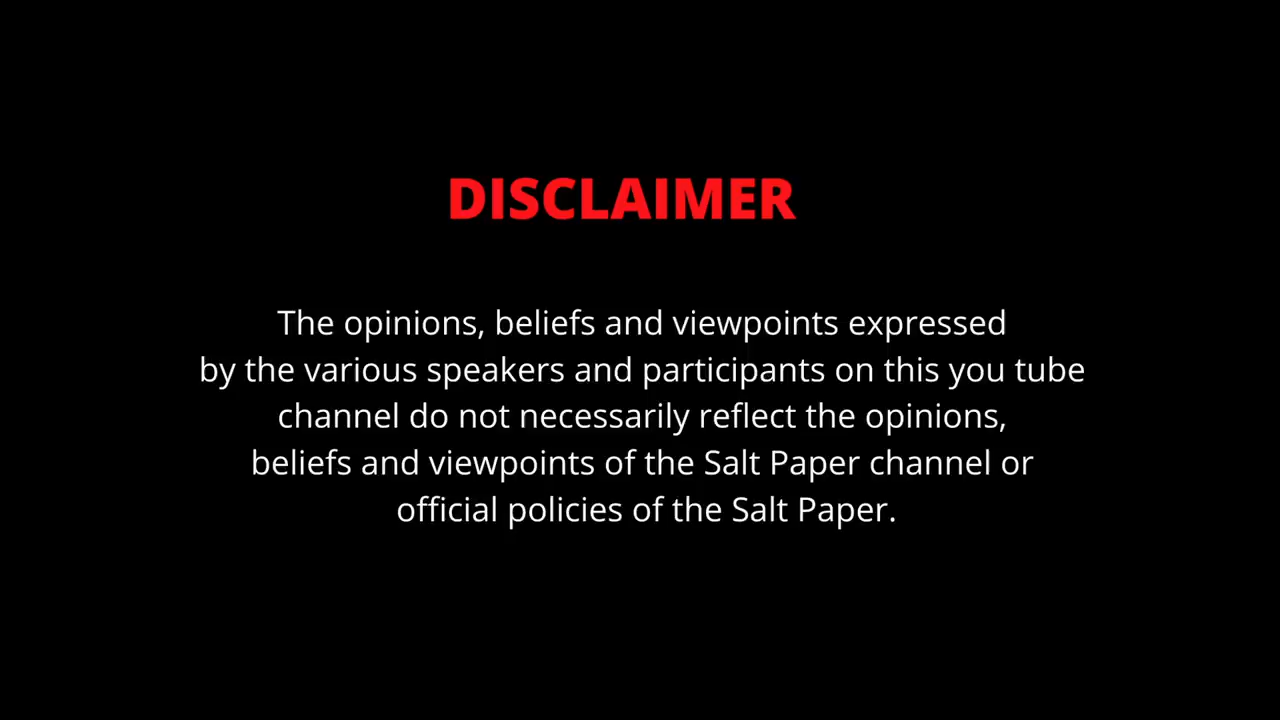 DISCLAIMER
The opinions, beliefs and viewpoints expressed
by the various speakers and participants on this you tube
channel do not necessarily reflect the opinions,
beliefs and viewpoints of the Salt Paper channel or
official policies of the Salt Paper.